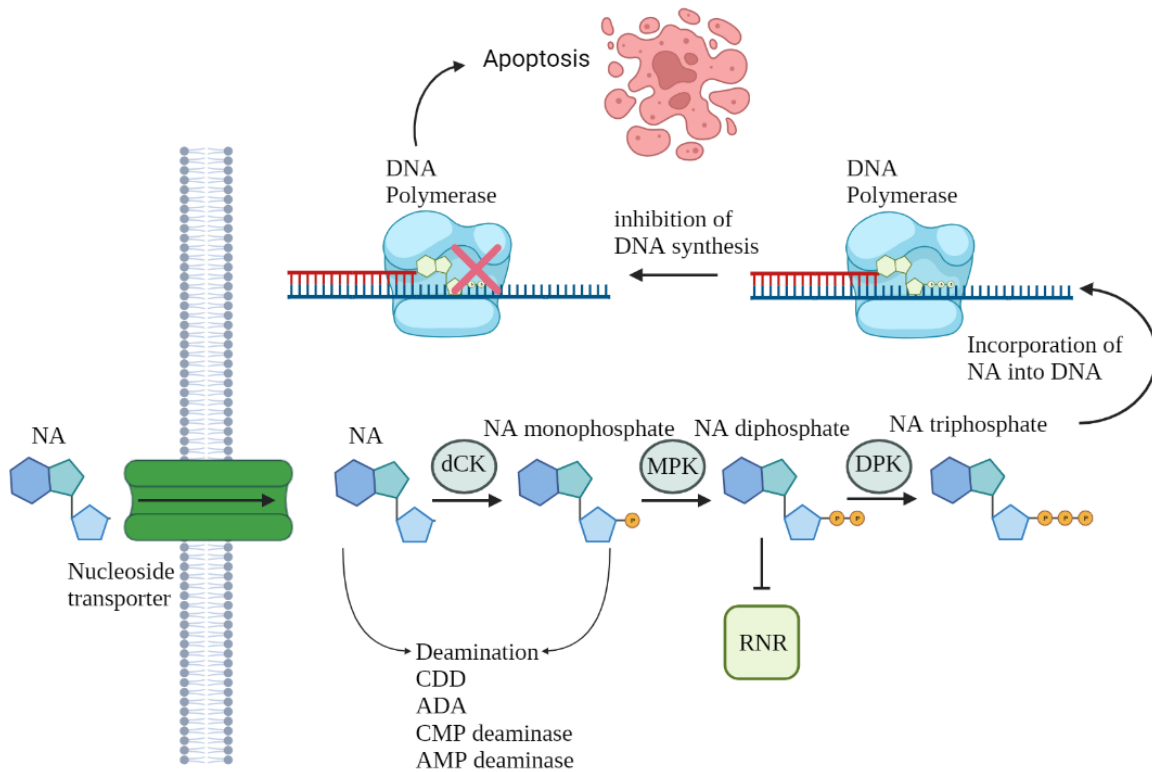 Apoptosis
DNA
Polymerase
inhibition of
DNA synthesis
DNA
Polymerase
Incorporation of
NA into DNA
NA
Nucleoside
transporter
NA
dCK
NA monophosphate
P
MPK
NA diphosphate
P P
DPK
NA triphosphate
P P P
Deamination
CDD
ADA
CMP deaminase
AMP deaminase
RNR